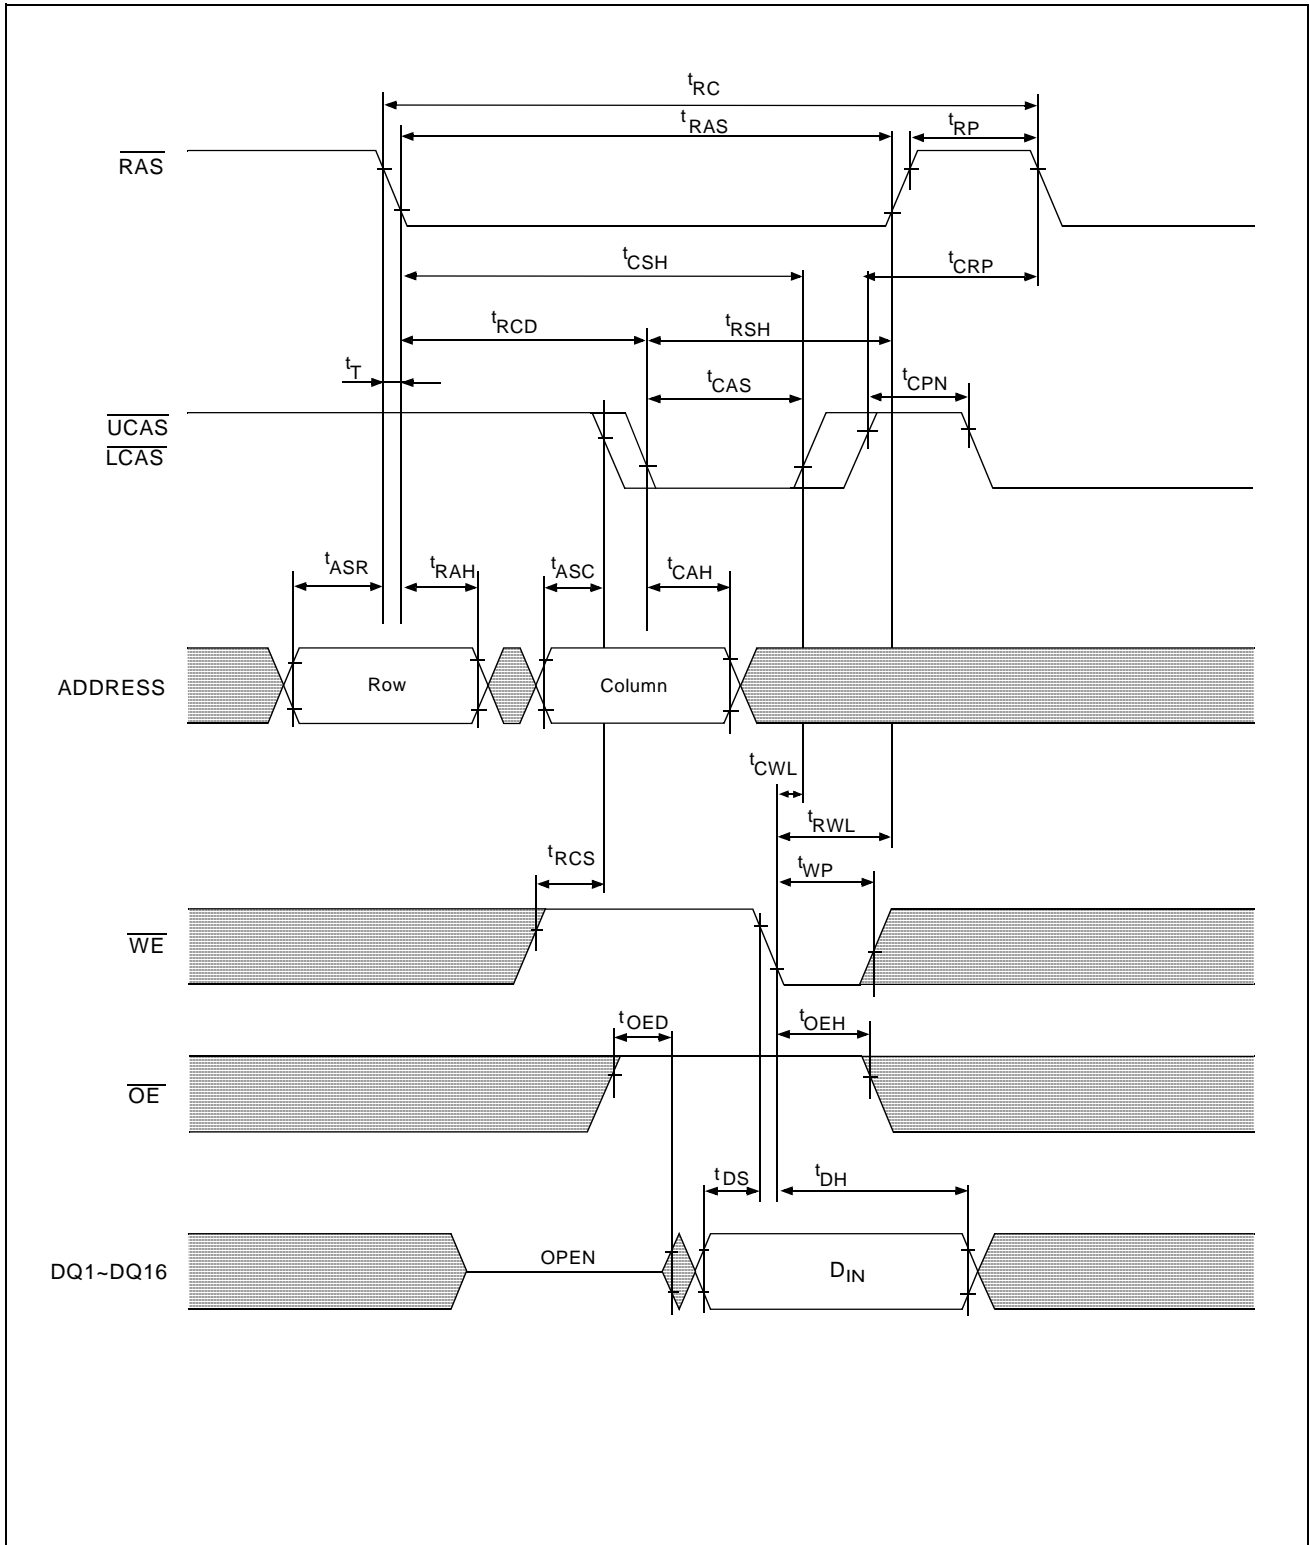 tRC
tRAS
tRP
RAS
tCSH
tCRP
tRCD
tRSH
tT
tCAS
tCPN
UCAS
LCAS
tASR
tRAH
tASC
tCAH
ADDRESS
Row
Column
tCWL
tRWL
tRCS
tWP
WE
tOED
tOEH
OE
tDS
tDH
DQ1~DQ16
OPEN
DIN